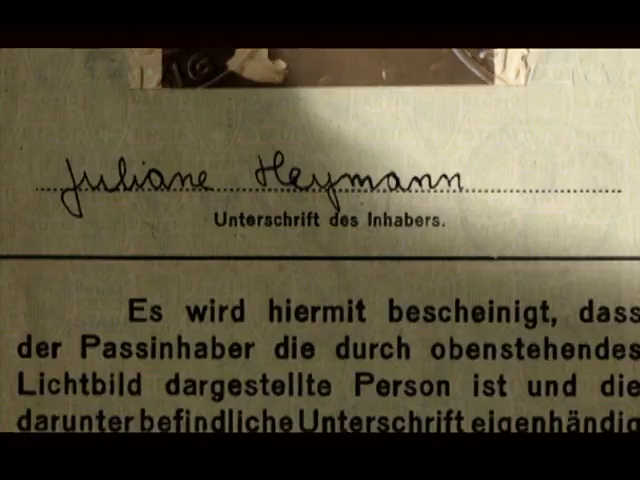 Juliane Heymann
Unterschrift des Inhabers.
Es wird hiermit bescheinigt, dass
der Passinhaber die durch obenstehendes
Lichtbild dargestellte Person ist und die
darunter befindliche Unterschrift eigenhändig